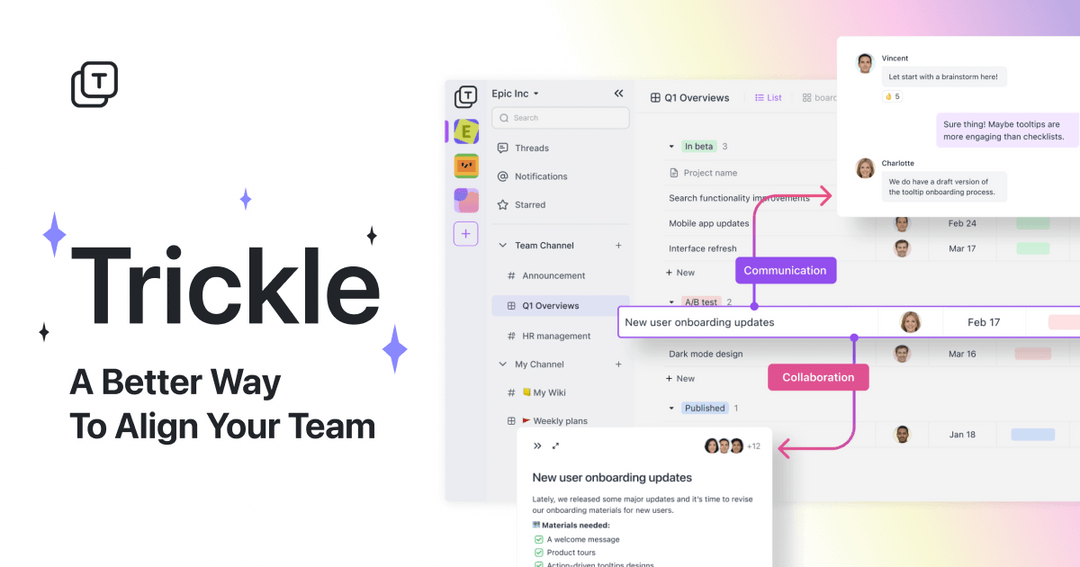 T
Trickle
A Better Way
To Align Your Team
T
Epic Inc
Search
E
Threads
Notifications
Starred
Team Channel
# Announcement
Q1 Overviews
# HR management
My Channel
# My Wiki
Weekly plans
Q1 Overviews
List
In beta 3
Project name
Search functionality improvements
Mobile app updates
Feb 24
Interface refresh
Mar 17
+ New
A/B test 2
New user onboarding updates
Feb 17
Dark mode design
Mar 16
+ New
Published 1
Jan 18
Communication
Collaboration
Vincent
Let start with a brainstorm here!
👌 5
Sure thing! Maybe tooltips are
more engaging than checklists.
Charlotte
We do have a draft version of
the tooltip onboarding process.
+12
New user onboarding updates
Lately, we released some major updates and it's time to revise
our onboarding materials for new users.
Materials needed:
A welcome message
Product tours
Action-driven tooltips designs